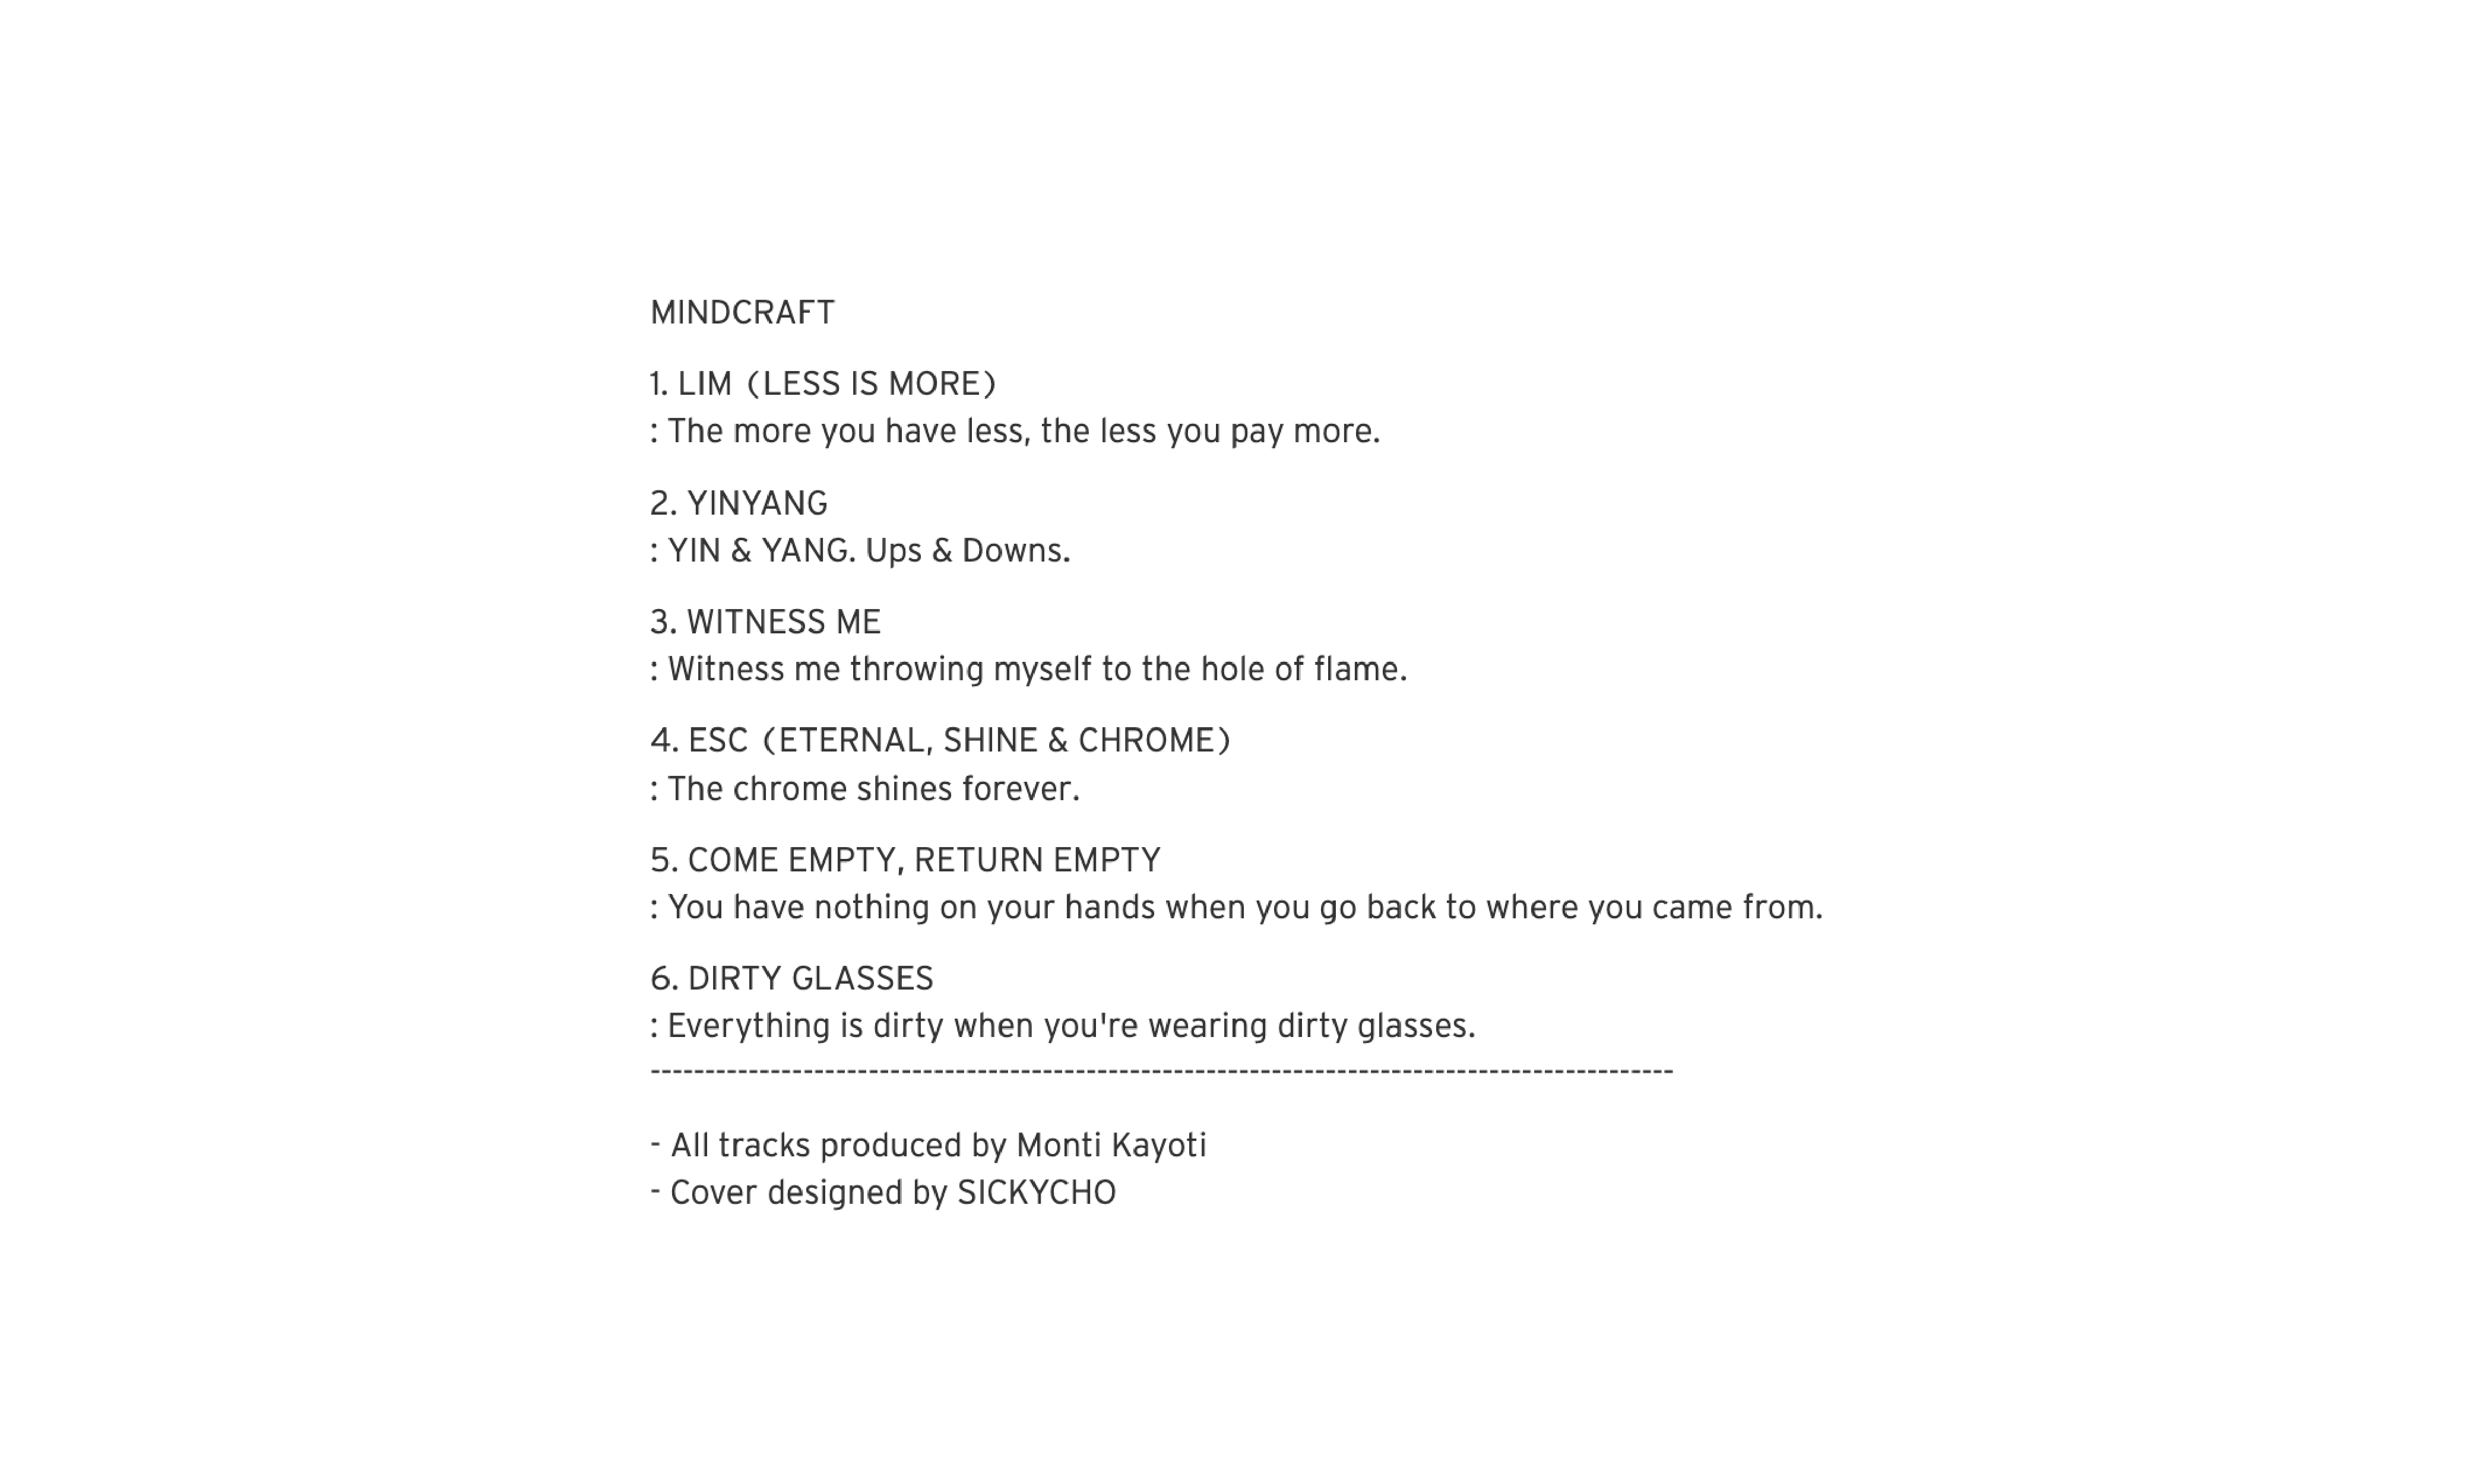 MINDCRAFT
1. LIM (LESS IS MORE)
: The more you have less, the less you pay more.
2. YINYANG
: YIN & YANG. Ups & Downs.
3. WITNESS ME
: Witness me throwing myself to the hole of flame.
4. ESC (ETERNAL, SHINE & CHROME)
: The chrome shines forever.
5. COME EMPTY, RETURN EMPTY
: You have nothing on your hands when you go back to where you came from.
6. DIRTY GLASSES
: Everything is dirty when you're wearing dirty glasses.
----------------------------------------------------------------------------------------------
- All tracks produced by Monti Kayoti
- Cover designed by SICKYCHO